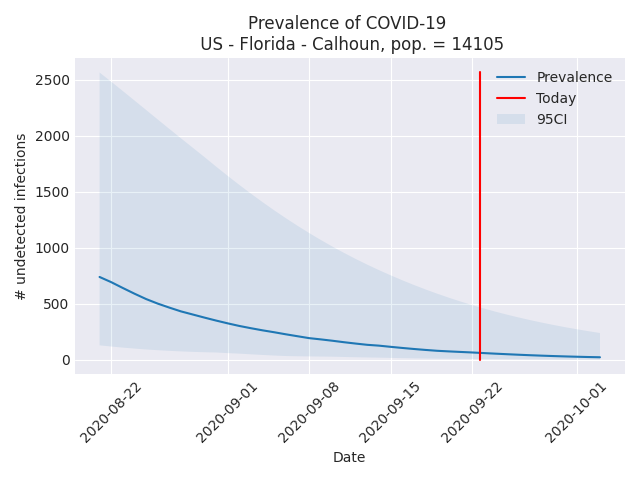 Prevalence of COVID-19
US - Florida - Calhoun, pop. = 14105
Prevalence
Today
95CI
2500
2000
1500
1000
500
0
# undetected infections
2020-08-22
2020-09-01
2020-09-08
2020-09-15
2020-09-22
2020-10-01
Date